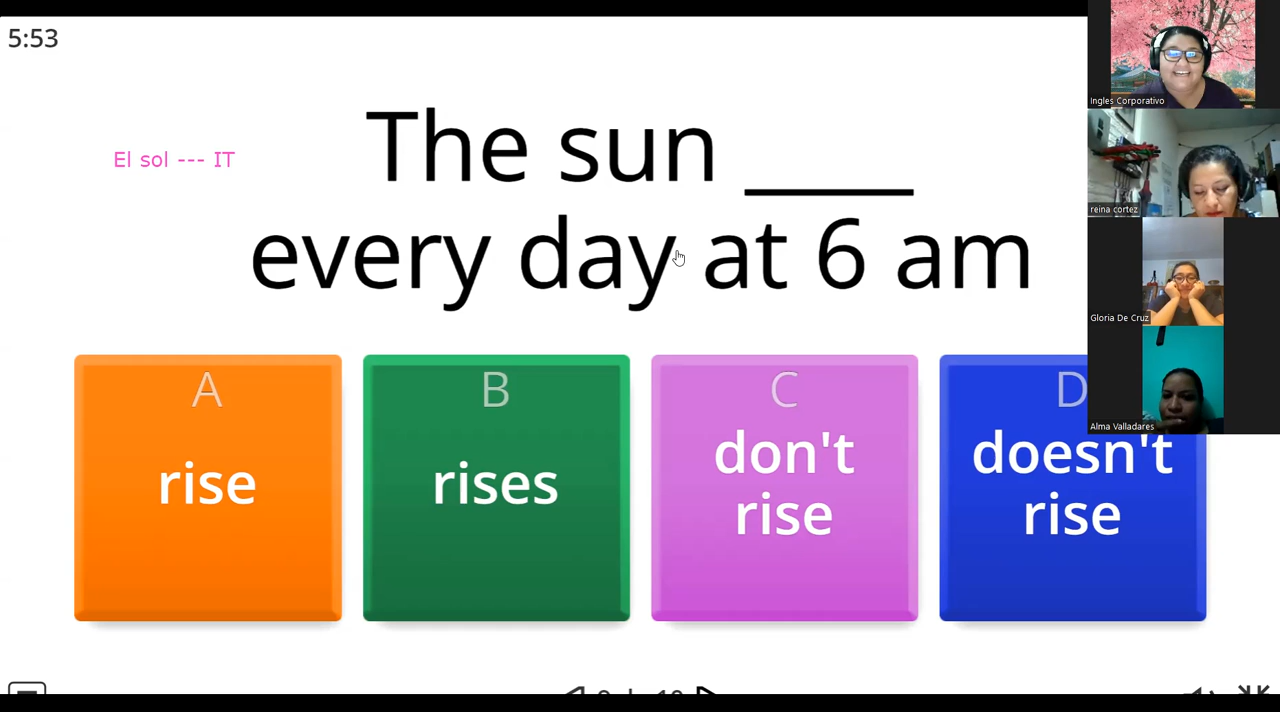 5:53
El sol --- IT
The sun _____
every day at 6 am
A
rise
B
rises
C
don't
rise
D
doesn't
rise
Ingles Corporativo
reina cortez
Gloria De Cruz
Alma Valladares